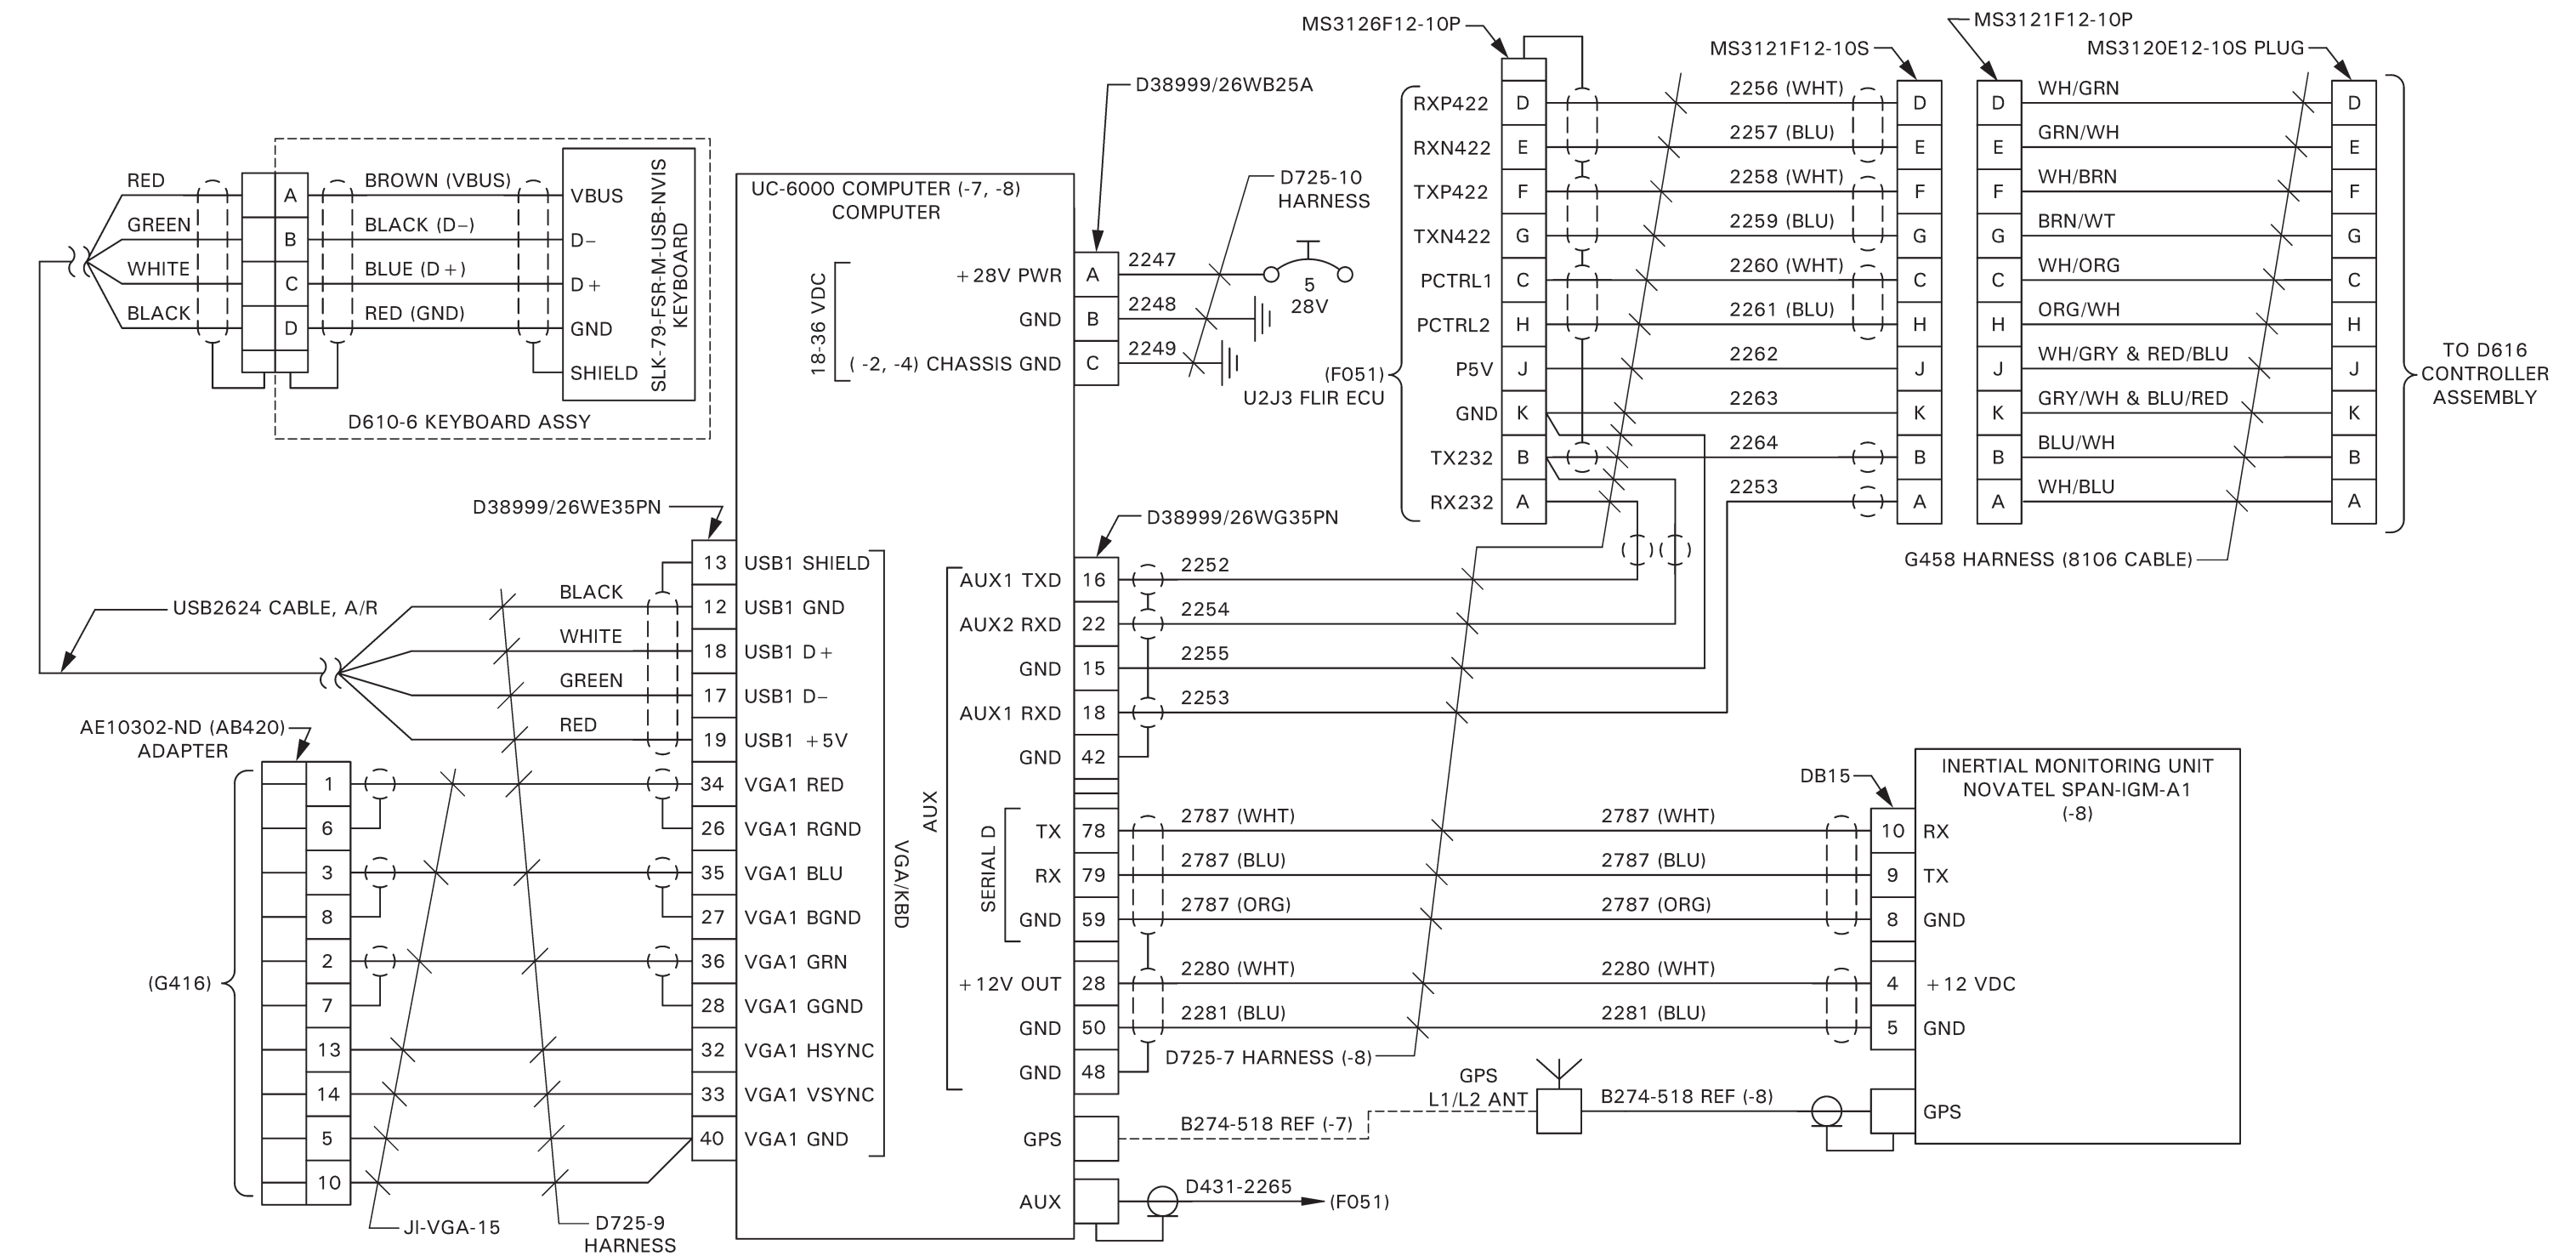 MS3126F12-10P
MS3121F12-10P
MS3121F12-10S
MS3120E12-10S PLUG
D38999/26WB25A
RXP422 D 2256 (WHT) D D WH/GRN D
RXN422 E 2257 (BLU) E E GRN/WH E
TXP422 F 2258 (WHT) F F WH/BRN F
TXN422 G 2259 (BLU) G G BRN/WT G
PCTRL1 C 2260 (WHT) C C WH/ORG C
PCTRL2 H 2261 (BLU) H H ORG/WH H
P5V J 2262 J J WH/GRY & RED/BLU J
GND K 2263 K K GRY/WH & BLU/RED K
TX232 B 2264 B B BLU/WH B
RX232 A 2253 A A WH/BLU A
(F051)
U2J3 FLIR ECU
TO D616
CONTROLLER
ASSEMBLY
G458 HARNESS (8106 CABLE)
RED A BROWN (VBUS) VBUS
GREEN B BLACK (D-) D-
WHITE C BLUE (D+) D+
BLACK D RED (GND) GND
SHIELD
SLK-79-FSR-M-USB-NVIS
KEYBOARD
D610-6 KEYBOARD ASSY
UC-6000 COMPUTER (-7, -8)
COMPUTER
18-36 VDC
+28V PWR A 2247
GND B 2248
( -2, -4) CHASSIS GND C 2249
D725-10
HARNESS
5
28V
D38999/26WE35PN
13 USB1 SHIELD
BLACK 12 USB1 GND
WHITE 18 USB1 D+
GREEN 17 USB1 D-
RED 19 USB1 +5V
USB2624 CABLE, A/R
AE10302-ND (AB420)
ADAPTER
1 34 VGA1 RED
6 26 VGA1 RGND
3 35 VGA1 BLU
8 27 VGA1 BGND
2 36 VGA1 GRN
7 28 VGA1 GGND
13 32 VGA1 HSYNC
14 33 VGA1 VSYNC
5 40 VGA1 GND
10
(G416)
JI-VGA-15
D725-9
HARNESS
VGA/KBD
AUX
D38999/26WG35PN
AUX1 TXD 16 2252
AUX2 RXD 22 2254
GND 15 2255
AUX1 RXD 18 2253
GND 42
SERIAL D
TX 78 2787 (WHT) 2787 (WHT) 10 RX
RX 79 2787 (BLU) 2787 (BLU) 9 TX
GND 59 2787 (ORG) 2787 (ORG) 8 GND
+12V OUT 28 2280 (WHT) 2280 (WHT) 4 +12 VDC
GND 50 2281 (BLU) 2281 (BLU) 5 GND
GND 48
D725-7 HARNESS (-8)
DB15
INERTIAL MONITORING UNIT
NOVATEL SPAN-IGM-A1
(-8)
GPS
L1/L2 ANT
GPS B274-518 REF (-7)
B274-518 REF (-8)
GPS
AUX D431-2265 (F051)